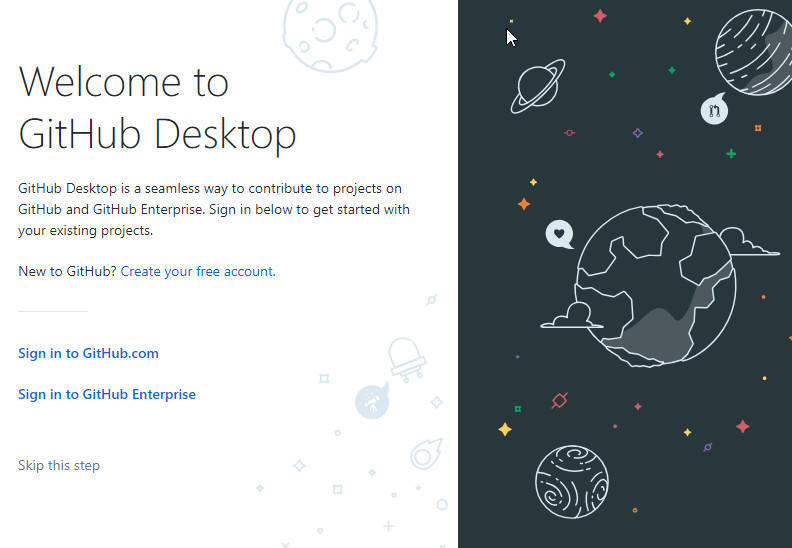 Welcome to
GitHub Desktop
GitHub Desktop is a seamless way to contribute to projects on
GitHub and GitHub Enterprise. Sign in below to get started with
your existing projects.
New to GitHub? Create your free account.
Sign in to GitHub.com
Sign in to GitHub Enterprise
Skip this step